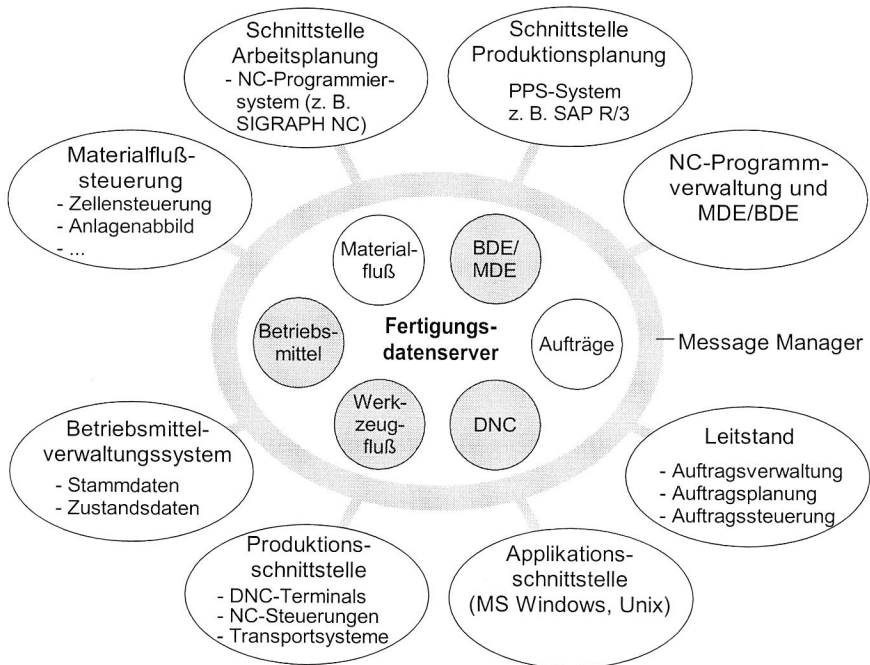 Schnittstelle
Arbeitsplanung
- NC-Programmier-
system (z. B.
SIGRAPH NC)
Schnittstelle
Produktionsplanung
PPS-System
z. B. SAP R/3
Materialfluß-
steuerung
- Zellensteuerung
- Anlagenabbild
- ...
NC-Programm-
verwaltung und
MDE/BDE
Material-
fluß
BDE/
MDE
Betriebs-
mittel
Fertigungs-
datenserver
Aufträge
Message Manager
Werk-
zeug-
fluß
DNC
Betriebsmittel-
verwaltungssystem
- Stammdaten
- Zustandsdaten
Leitstand
- Auftragsverwaltung
- Auftragsplanung
- Auftragssteuerung
Produktions-
schnittstelle
- DNC-Terminals
- NC-Steuerungen
- Transportsysteme
Applikations-
schnittstelle
(MS Windows, Unix)